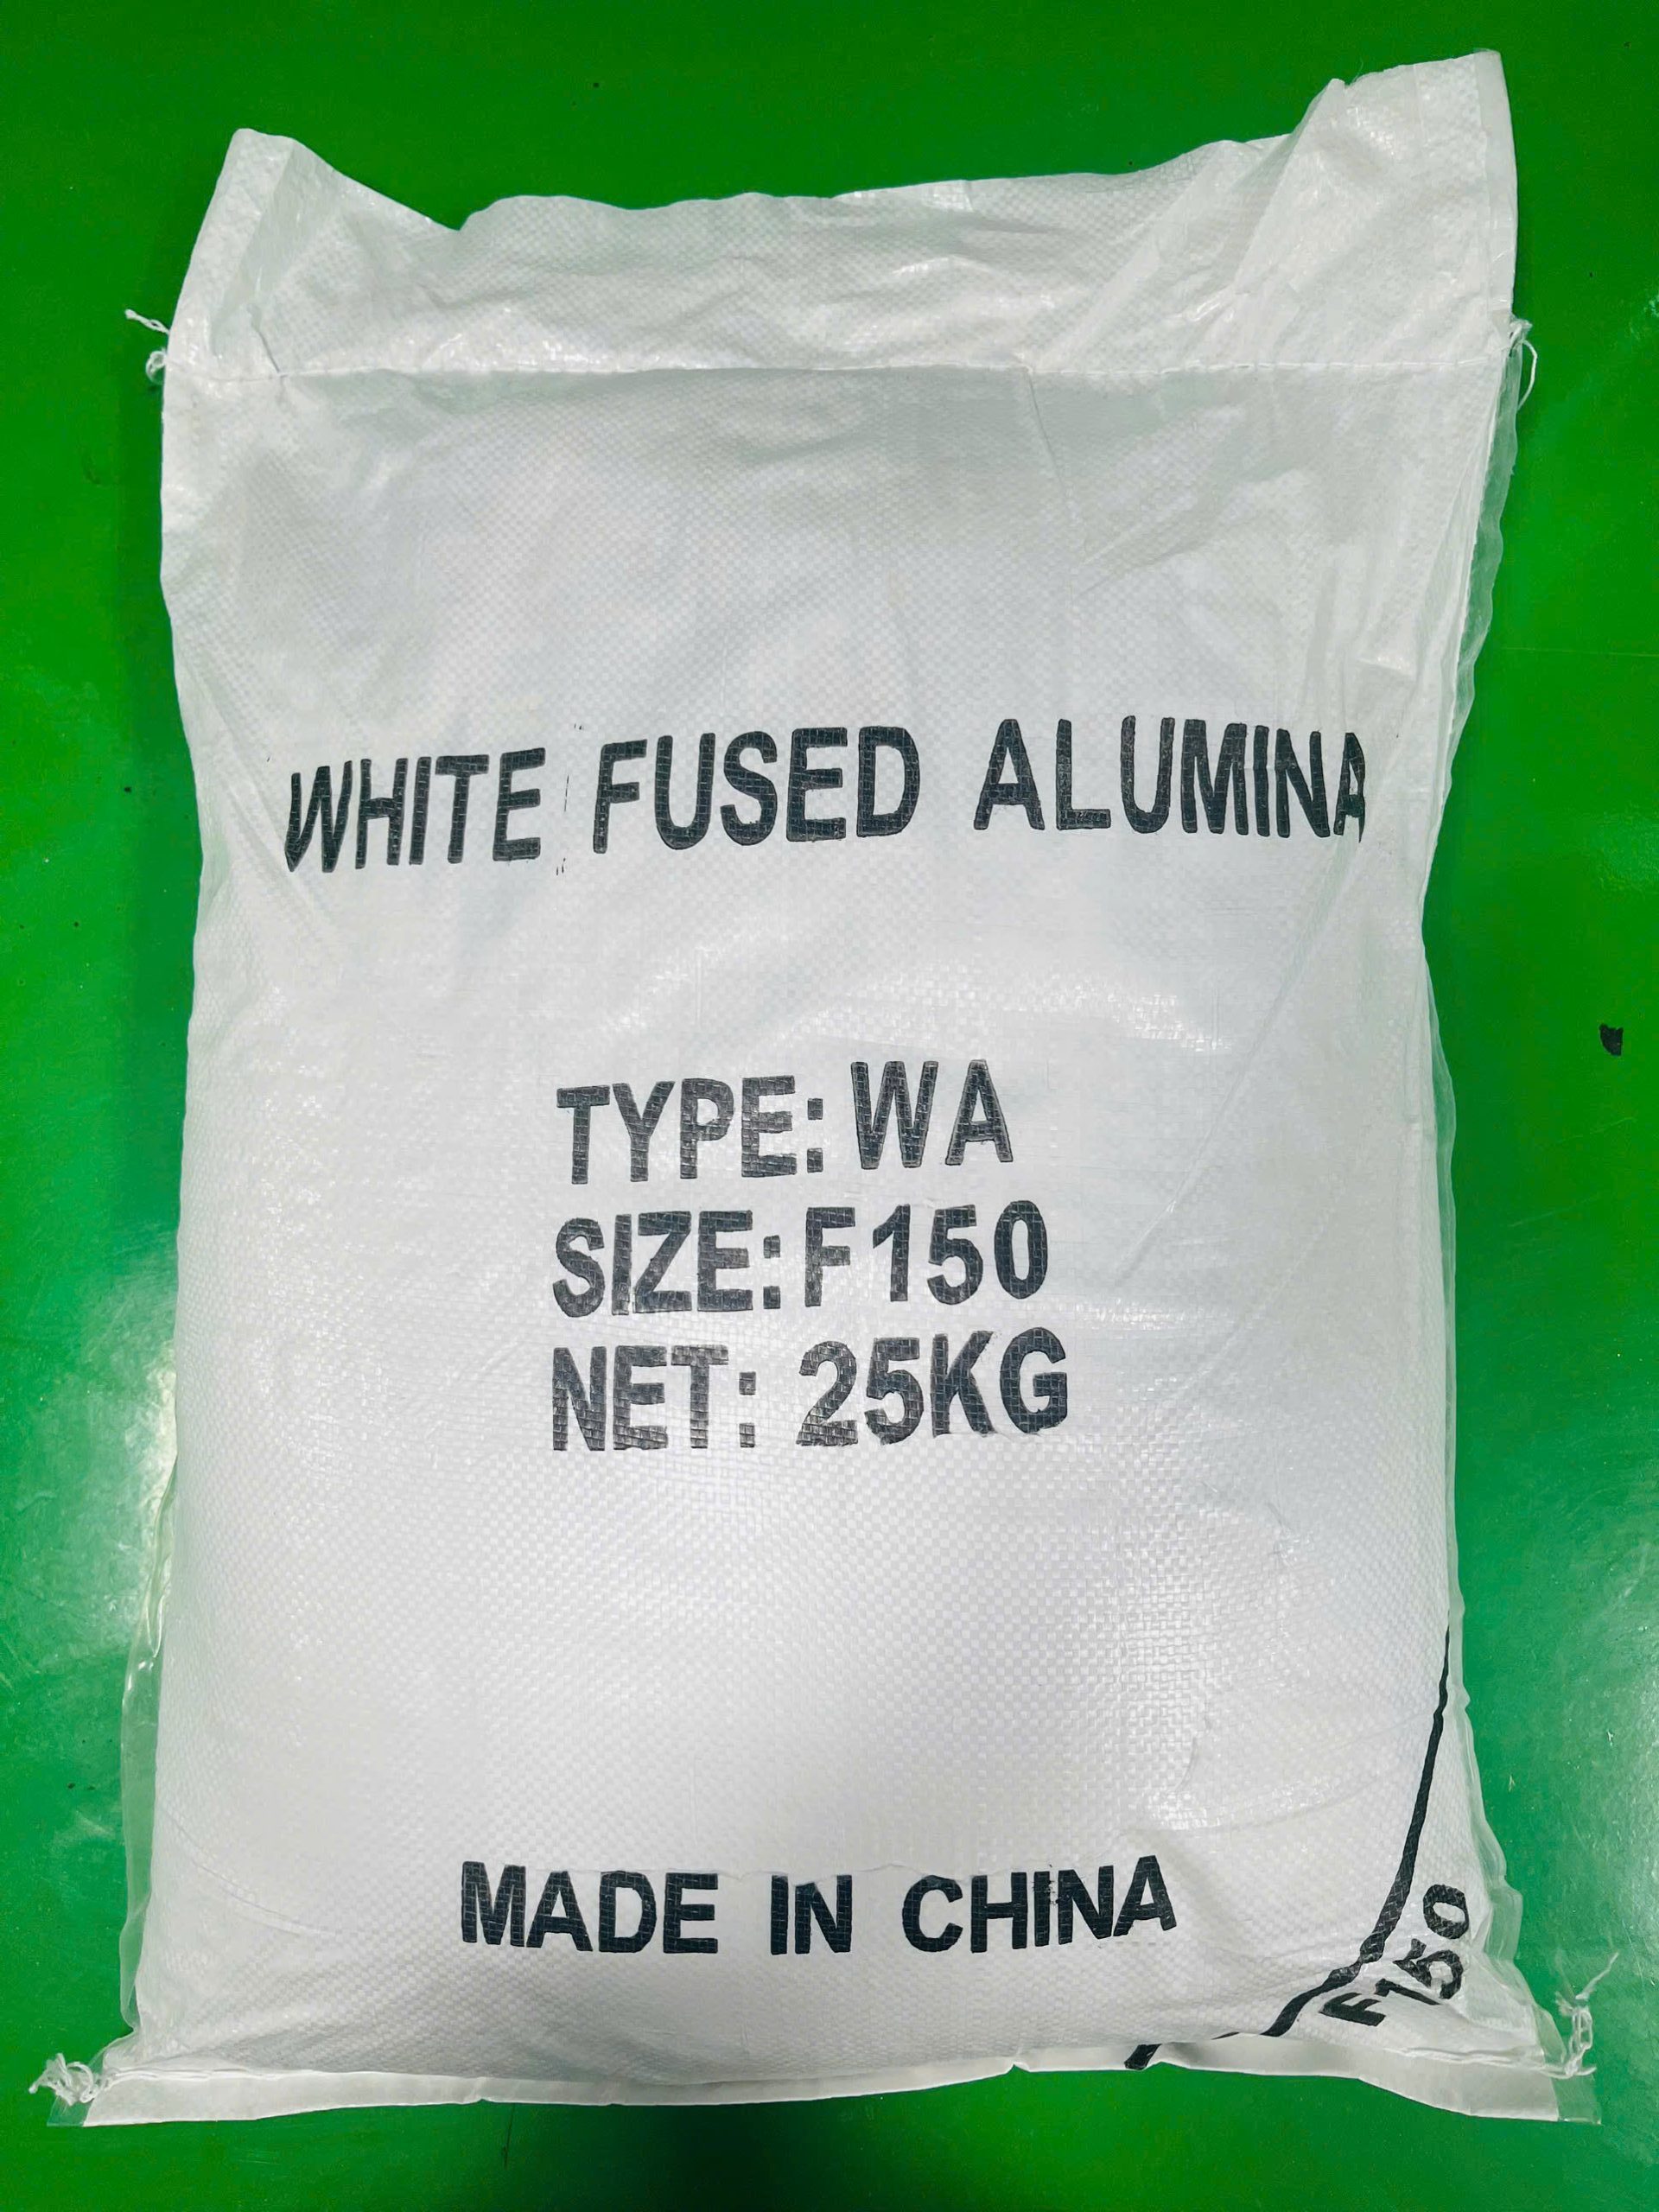 WHITE FUSED ALUMINA
TYPE: WA
SIZE: F150
NET: 25KG
MADE IN CHINA
F150